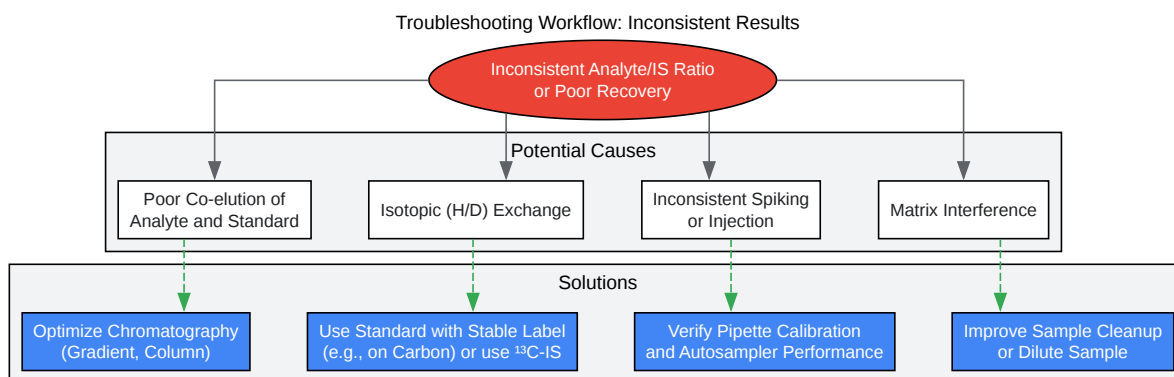 Troubleshooting Workflow: Inconsistent Results
Inconsistent Analyte/IS Ratio
or Poor Recovery
Potential Causes
Poor Co-elution of
Analyte and Standard
Isotopic (H/D) Exchange
Inconsistent Spiking
or Injection
Matrix Interference
Solutions
Optimize Chromatography
(Gradient, Column)
Use Standard with Stable Label
(e.g., on Carbon) or use ¹³C-IS
Verify Pipette Calibration
and Autosampler Performance
Improve Sample Cleanup
or Dilute Sample